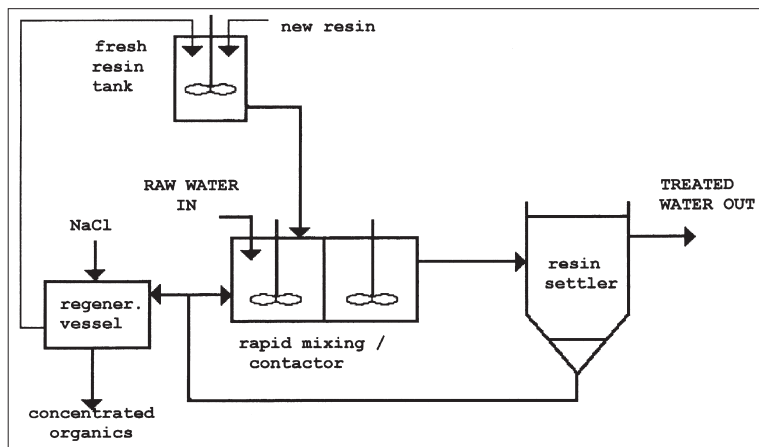 new resin
fresh
resin
tank
RAW WATER
IN
TREATED
WATER OUT
NaCl
resin
settler
regener.
vessel
rapid mixing /
contactor
concentrated
organics